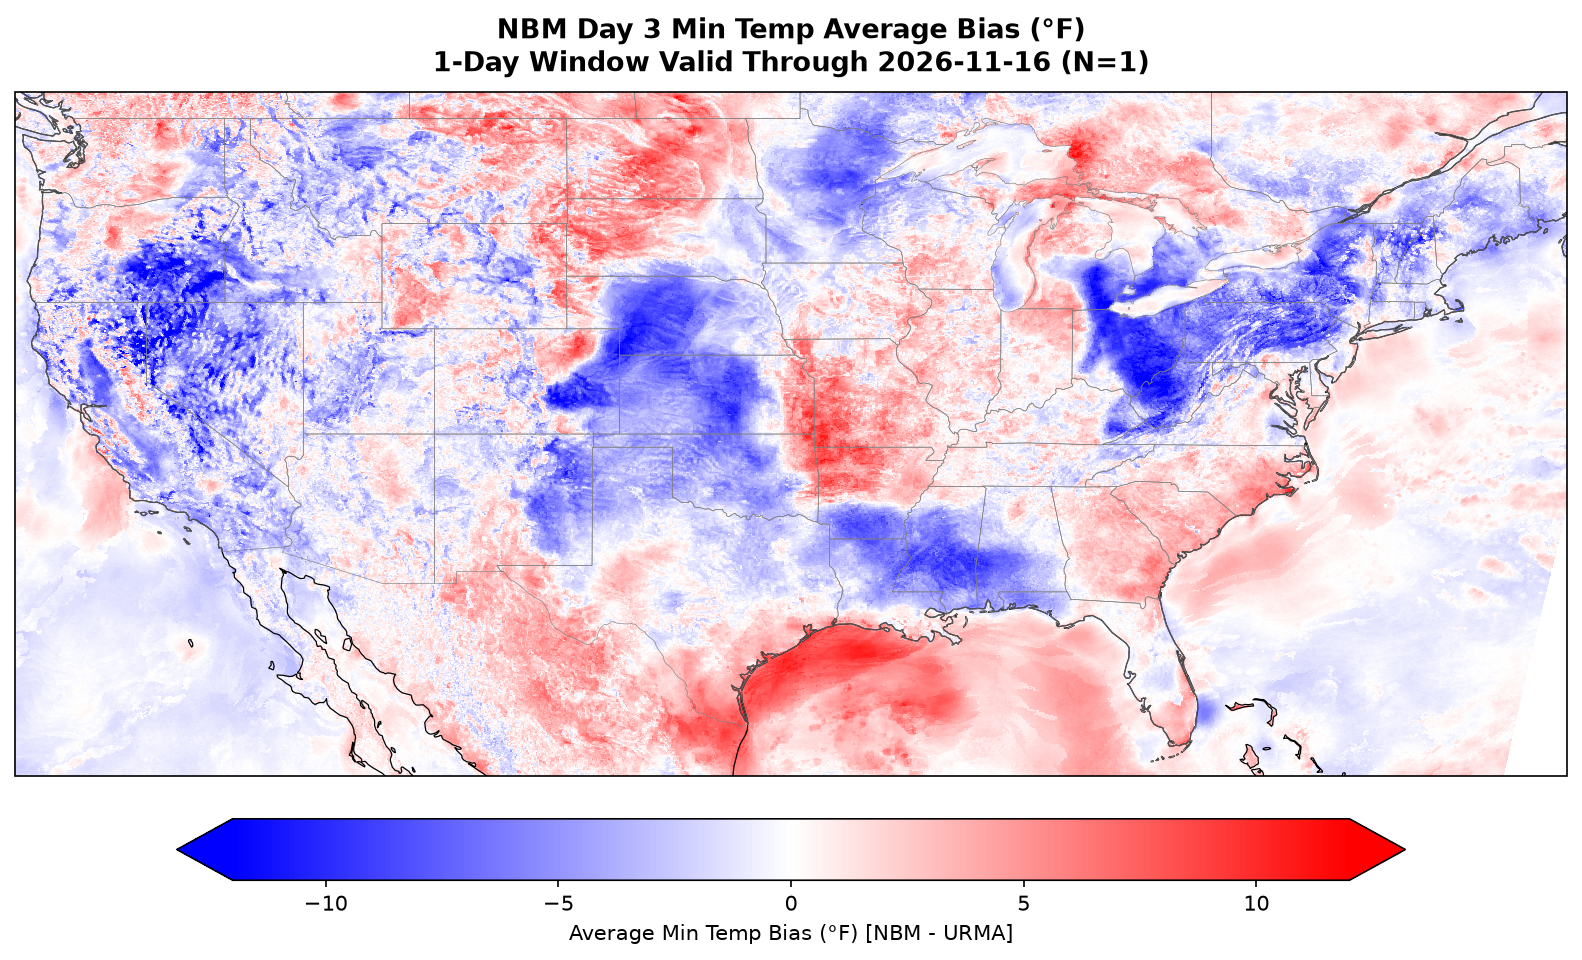 NBM Day 3 Min Temp Average Bias (°F)
1-Day Window Valid Through 2026-11-16 (N=1)
−10 −5 0 5 10
Average Min Temp Bias (°F) [NBM - URMA]